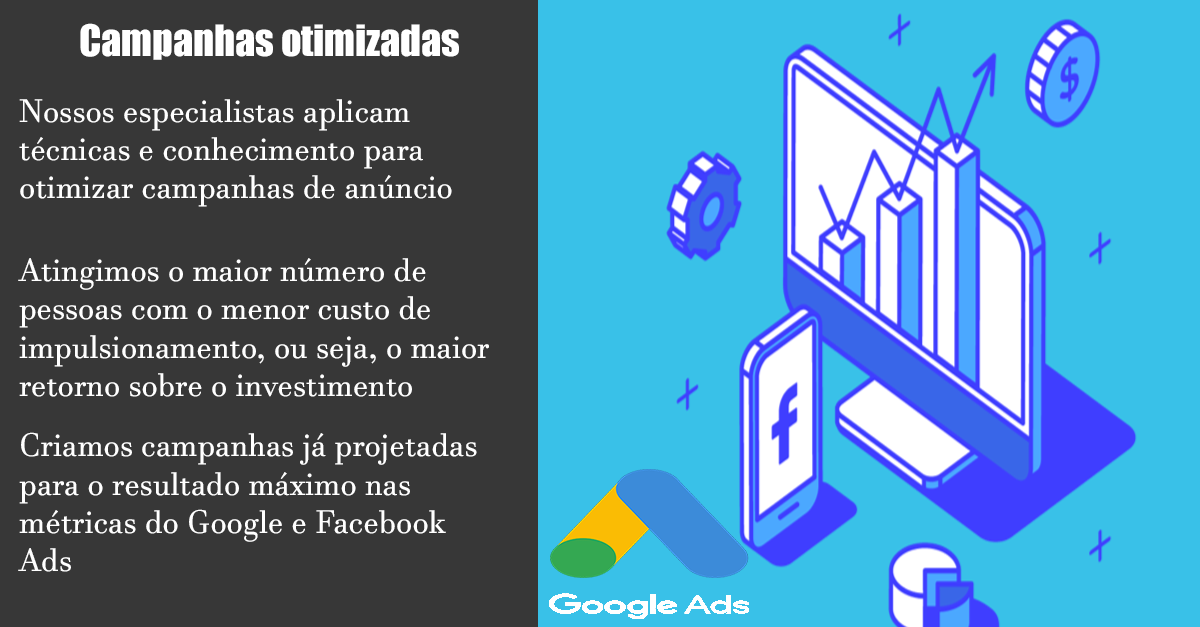 Campanhas otimizadas
Nossos especialistas aplicam
técnicas e conhecimento para
otimizar campanhas de anúncio
Atingimos o maior número de
pessoas com o menor custo de
impulsionamento, ou seja, o maior
retorno sobre o investimento
Criamos campanhas já projetadas
para o resultado máximo nas
métricas do Google e Facebook
Ads
$
f
Google Ads